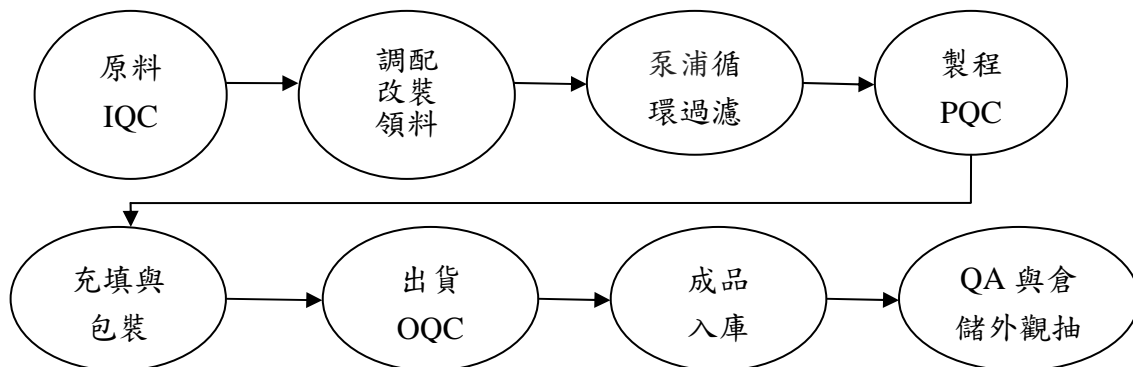 原料
IQC
調配
改裝
領料
泵浦循
環過濾
製程
PQC
充填與
包裝
出貨
OQC
成品
入庫
QA 與倉
儲外觀抽